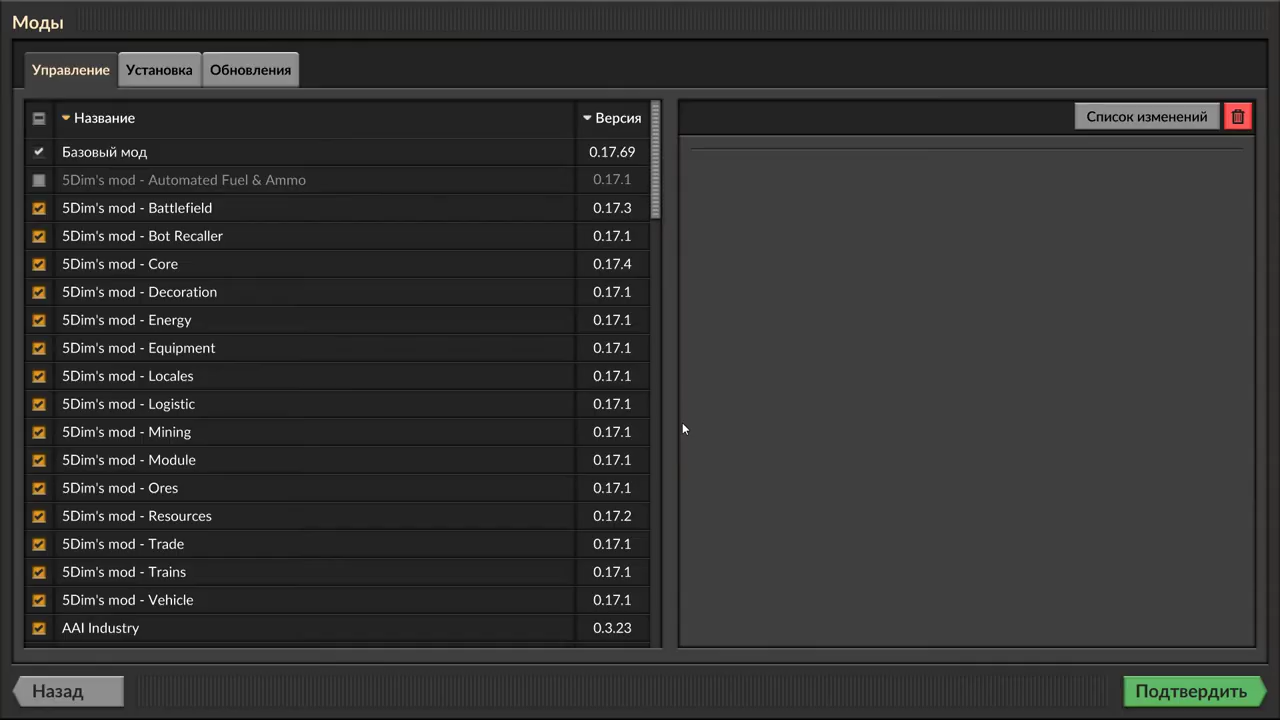 Моды
Управление Установка Обновления
Название Версия
Список изменений
Базовый мод 0.17.69
5Dim's mod - Automated Fuel & Ammo 0.17.1
5Dim's mod - Battlefield 0.17.3
5Dim's mod - Bot Recaller 0.17.1
5Dim's mod - Core 0.17.4
5Dim's mod - Decoration 0.17.1
5Dim's mod - Energy 0.17.1
5Dim's mod - Equipment 0.17.1
5Dim's mod - Locales 0.17.1
5Dim's mod - Logistic 0.17.1
5Dim's mod - Mining 0.17.1
5Dim's mod - Module 0.17.1
5Dim's mod - Ores 0.17.1
5Dim's mod - Resources 0.17.2
5Dim's mod - Trade 0.17.1
5Dim's mod - Trains 0.17.1
5Dim's mod - Vehicle 0.17.1
AAI Industry 0.3.23
Назад
Подтвердить